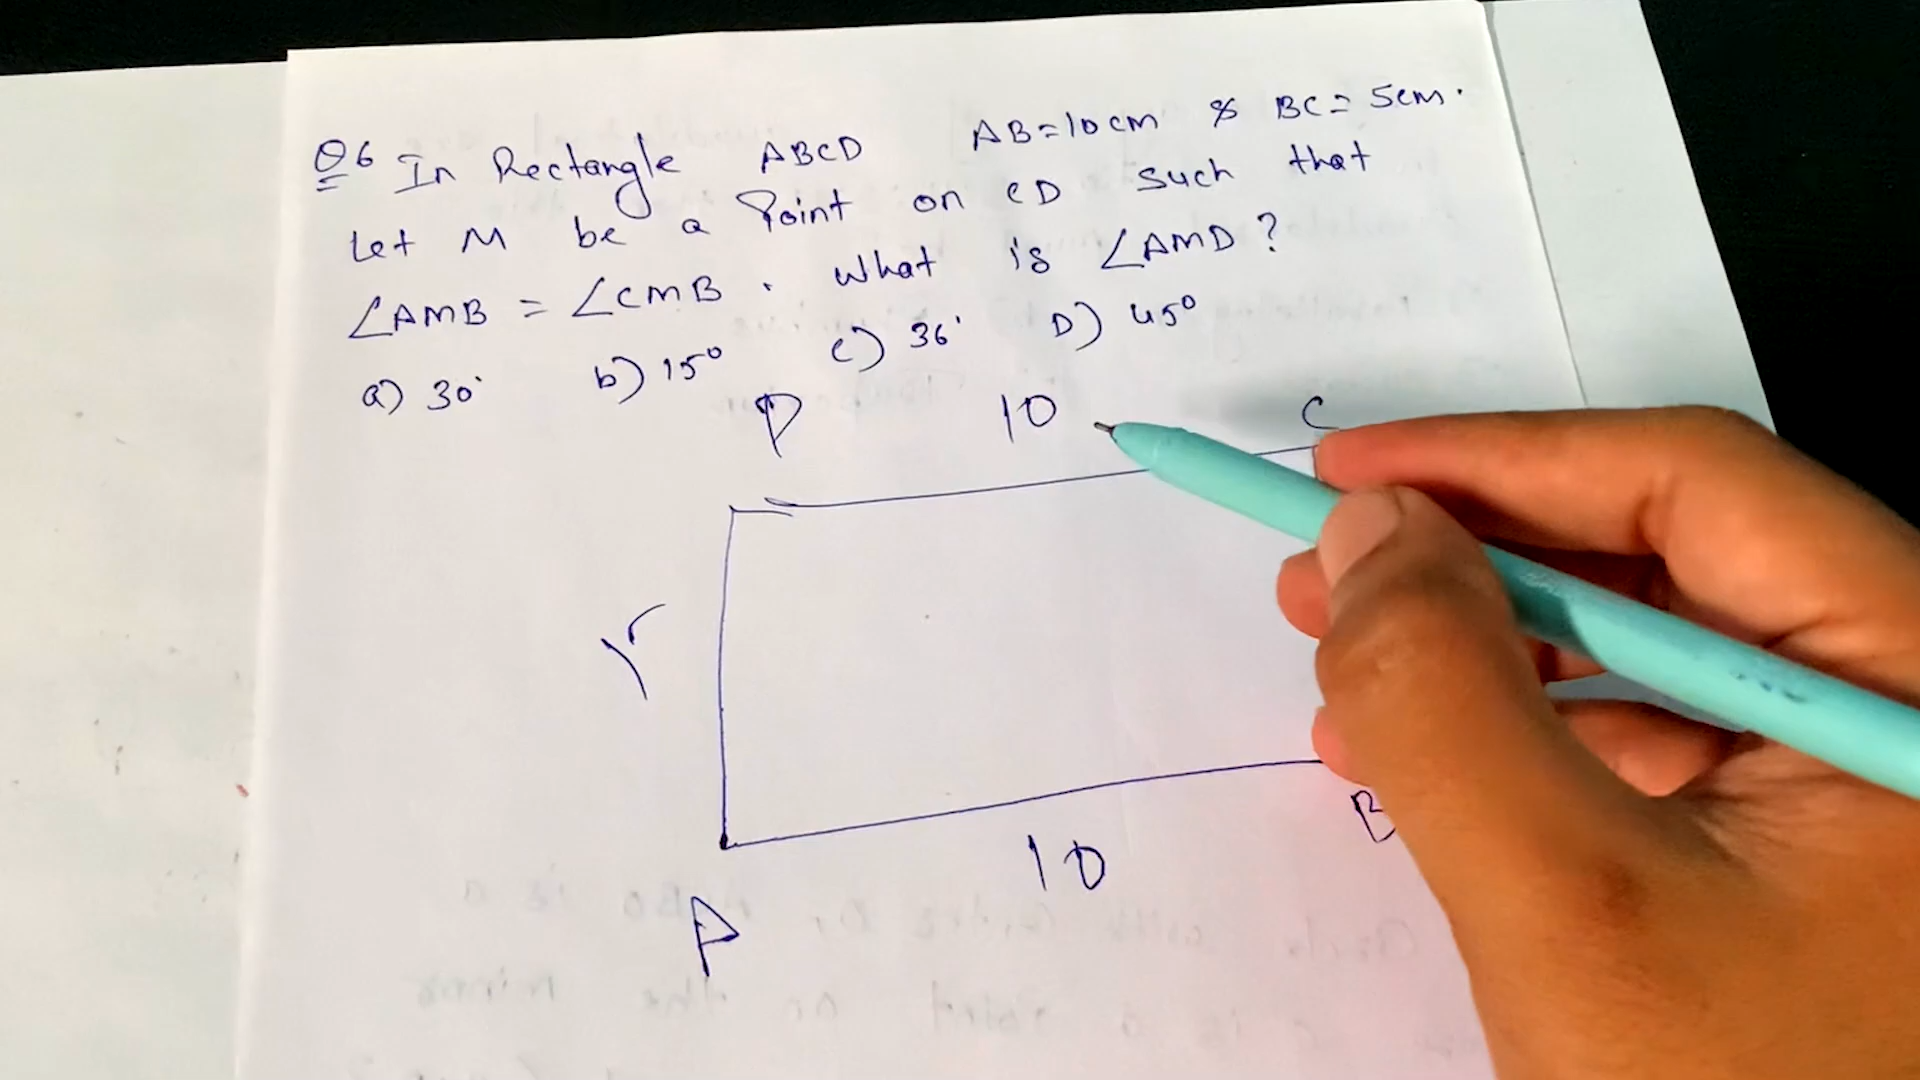 Q6 In Rectangle ABCD AB=10cm & BC=5cm.
Let M be a Point on CD such that
∠AMB = ∠CMB. What is ∠AMD?
a) 30° b) 15° c) 36° D) 45°
D 10 C
5
10 B
A